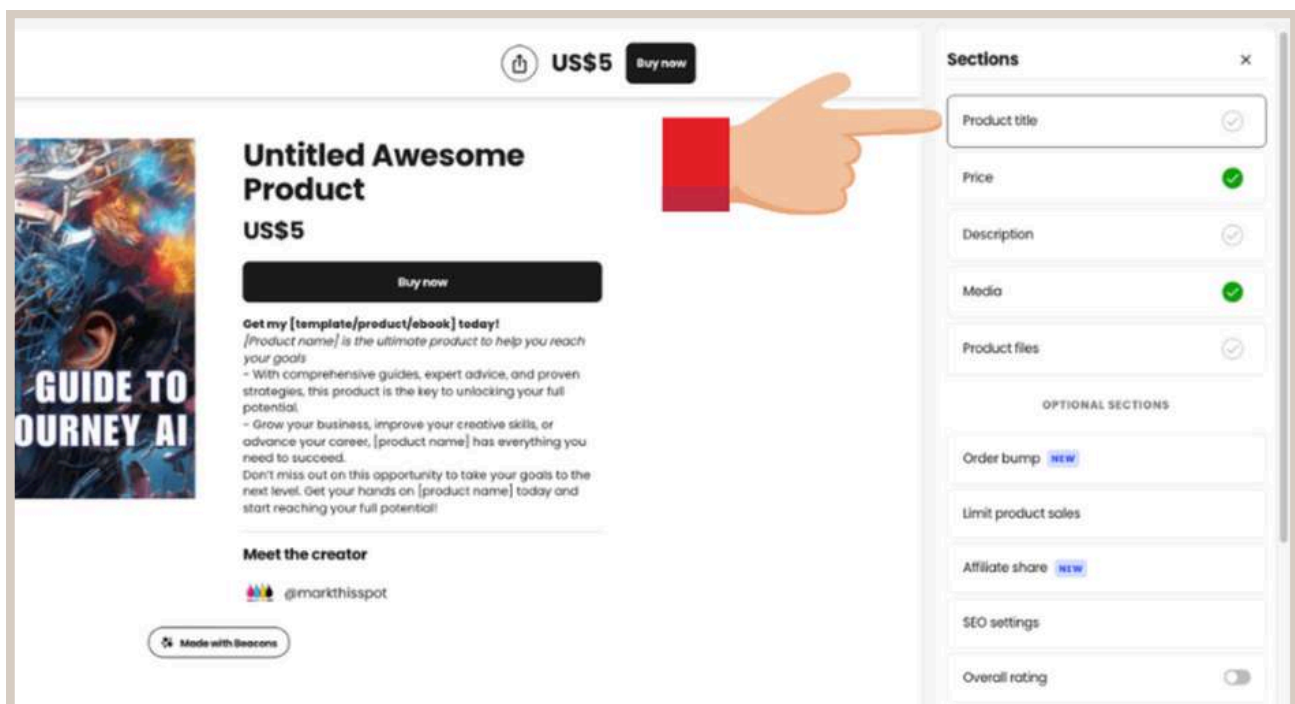 US$5 Buy now
Untitled Awesome
Product
US$5
Buy now
GUIDE TO
OURNEY AI
Get my [template/product/ebook] today!
[Product name] is the ultimate product to help you reach
your goals
- With comprehensive guides, expert advice, and proven
strategies, this product is the key to unlocking your full
potential.
- Grow your business, improve your creative skills, or
advance your career, [product name] has everything you
need to succeed.
Don't miss out on this opportunity to take your goals to the
next level. Get your hands on [product name] today and
start reaching your full potential!
Meet the creator
@markthisspot
Made with Beacons
Sections
Product title
Price
Description
Media
Product files
OPTIONAL SECTIONS
Order bump NEW
Limit product sales
Affiliate share NEW
SEO settings
Overall rating